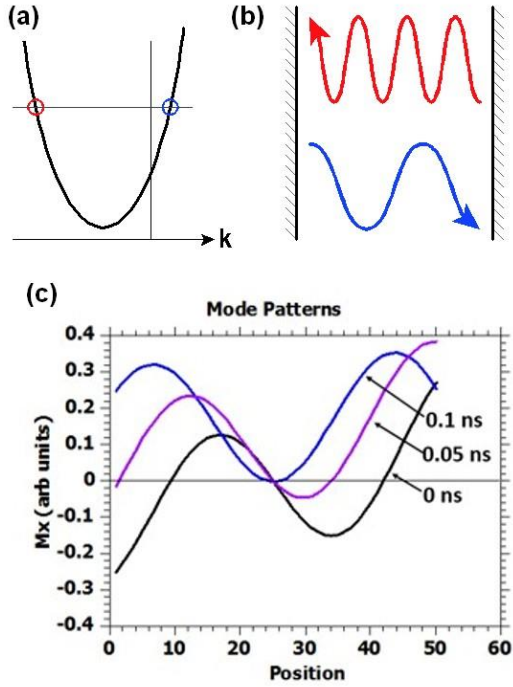 (a)
(b)
k
(c)
Mode Patterns
Mx (arb units)
0.4
0.3
0.2
0.1
0
-0.1
-0.2
-0.3
-0.4
0.1 ns
0.05 ns
0 ns
0 10 20 30 40 50 60
Position